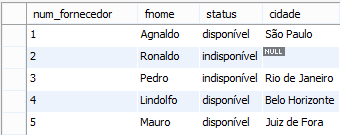 num_fornecedor fnome status cidade
1 Agnaldo disponível São Paulo
2 Ronaldo indisponível NULL
3 Pedro indisponível Rio de Janeiro
4 Lindolfo disponível Belo Horizonte
5 Mauro disponível Juiz de Fora